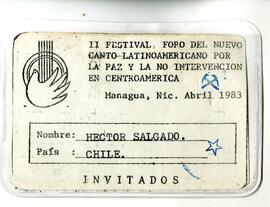 II FESTIVAL FORO DEL NUEVO
CANTO LATINOAMERICANO POR
LA PAZ Y LA NO INTERVENCION
EN CENTROAMERICA
Managua, Nic. Abril 1983
Nombre: HECTOR SALGADO.
País : CHILE.
INVITADOS